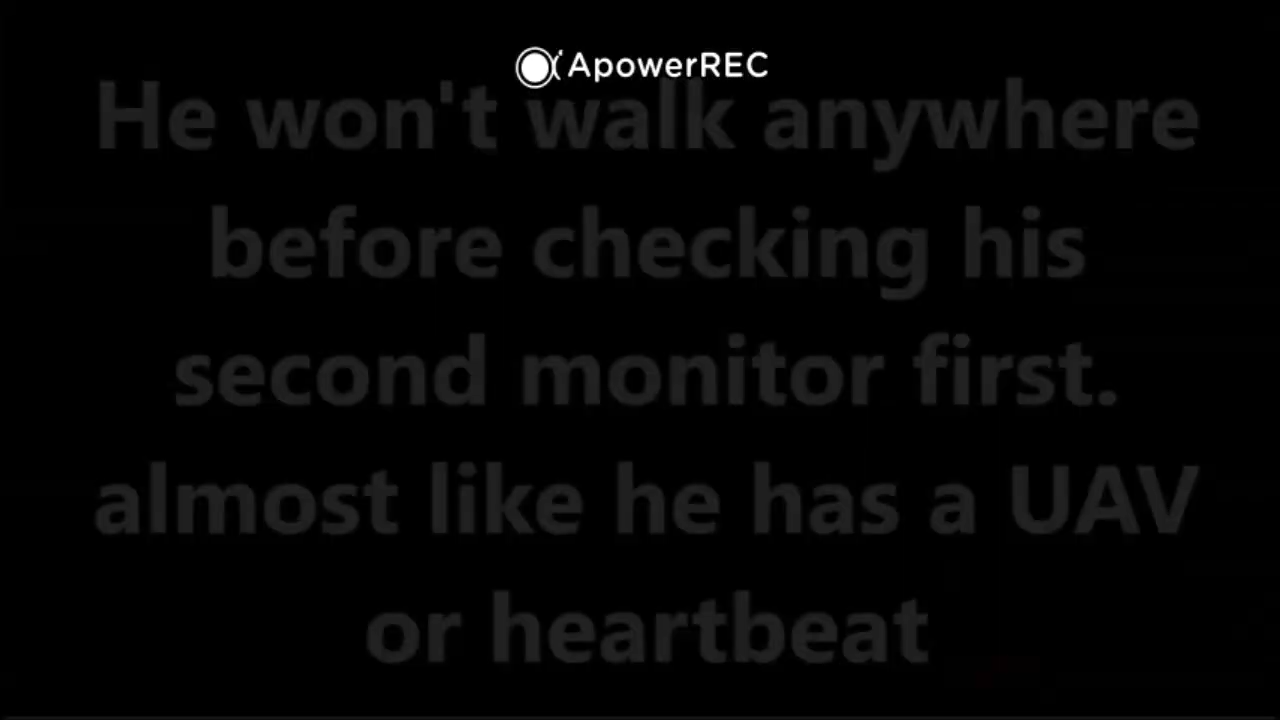 ApowerREC
He won't walk anywhere
before checking his
second monitor first.
almost like he has a UAV
or heartbeat